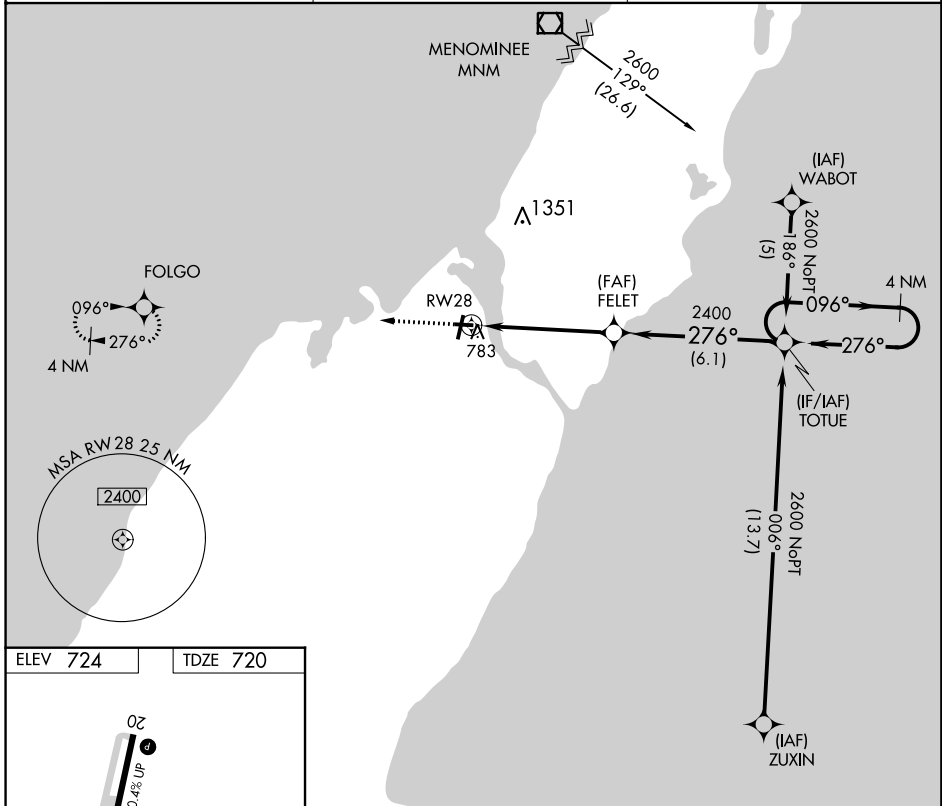 MENOMINEE
MNM
2600
129°
(26.6)
(IAF)
WABOT
1351
2600 NoPT
186°
(5)
FOLGO
096°
276°
4 NM
RW28
783
(FAF)
FELET
2400
276°
(6.1)
096°
4 NM
276°
(IF/IAF)
TOTUE
MSA RW 28 25 NM
2400
2600 NoPT
006°
(13.7)
ELEV 724
TDZE 720
20
P
0.4% UP
(IAF)
ZUXIN